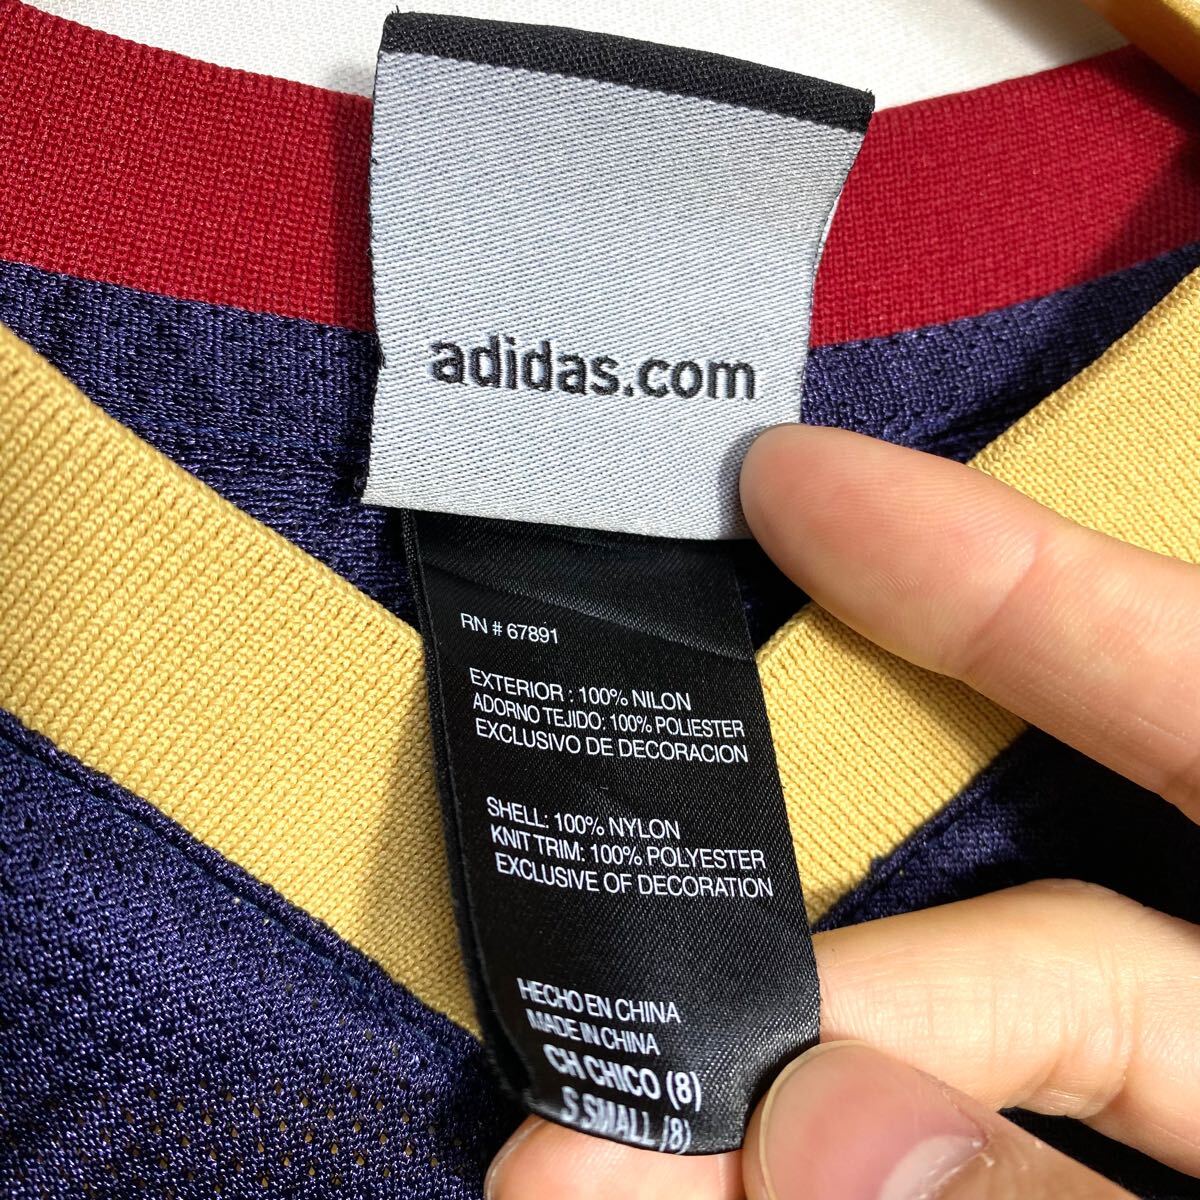 adidas.com
RN # 67891
EXTERIOR : 100% NILON
ADORNO TEJIDO: 100% POLIESTER
EXCLUSIVO DE DECORACION
SHELL: 100% NYLON
KNIT TRIM: 100% POLYESTER
EXCLUSIVE OF DECORATION
HECHO EN CHINA
MADE IN CHINA
CH CHICO (8)
S SMALL (8)